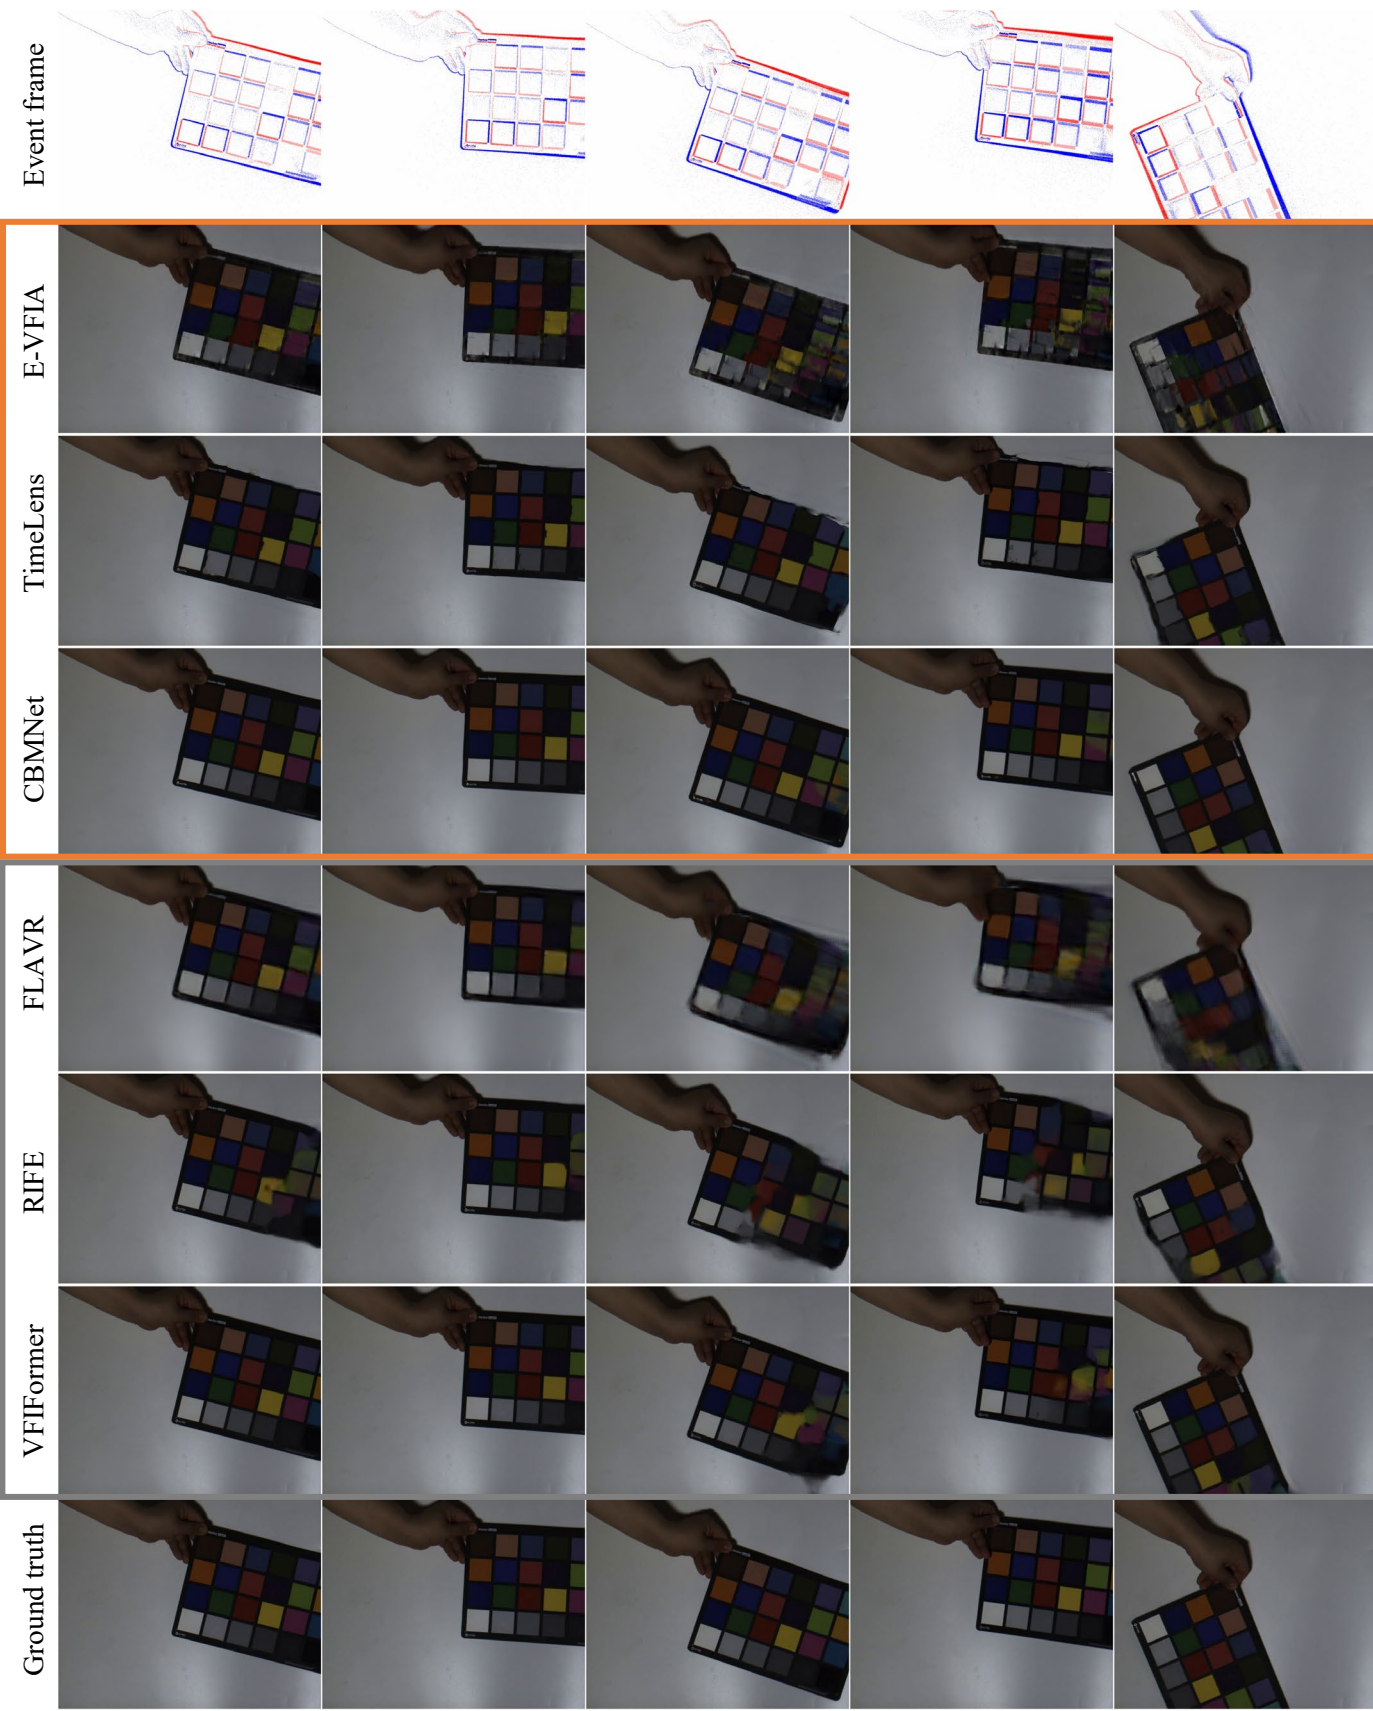 Event frame
E-VFIA
TimeLens
CBMNet
FLAVR
RIFE
VFIFormer
Ground truth